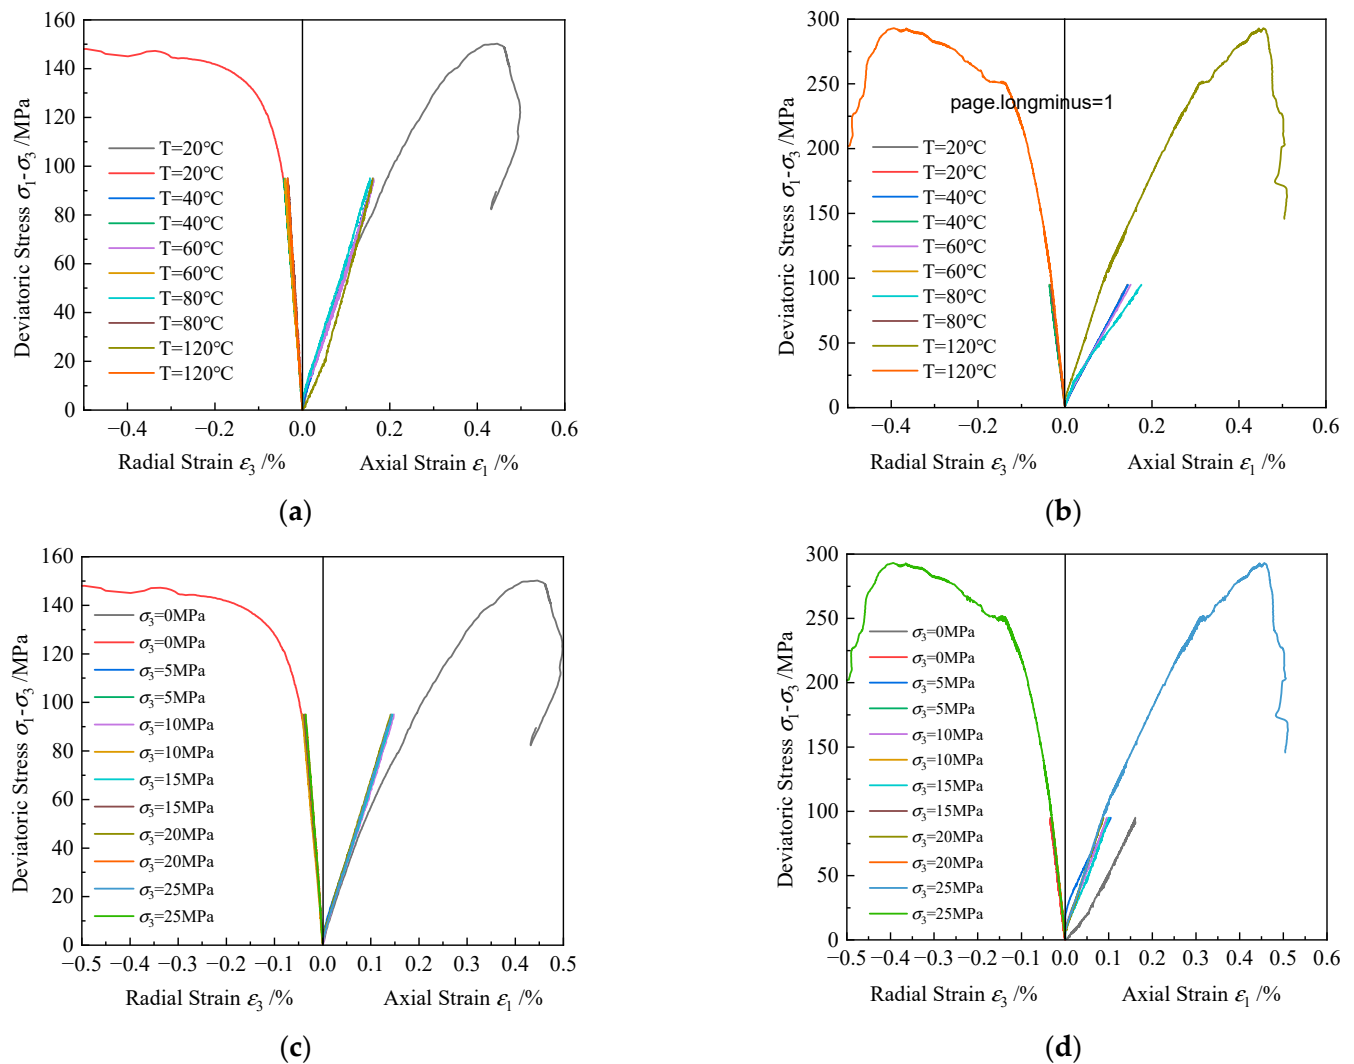 160
140
120
100
80
60
40
20
0
Deviatoric Stress σ1-σ3 /MPa
T=20℃
T=20℃
T=40℃
T=40℃
T=60℃
T=60℃
T=80℃
T=80℃
T=120℃
T=120℃
−0.4 −0.2 0.0 0.2 0.4 0.6
Radial Strain ε3 /% Axial Strain ε1 /%
(a)
300
250
200
150
100
50
0
Deviatoric Stress σ1-σ3 /MPa
page.longminus=1
T=20℃
T=20℃
T=40℃
T=40℃
T=60℃
T=60℃
T=80℃
T=80℃
T=120℃
T=120℃
−0.4 −0.2 0.0 0.2 0.4 0.6
Radial Strain ε3 /% Axial Strain ε1 /%
(b)
160
140
120
100
80
60
40
20
0
Deviatoric Stress σ1-σ3 /MPa
σ3=0MPa
σ3=0MPa
σ3=5MPa
σ3=5MPa
σ3=10MPa
σ3=10MPa
σ3=15MPa
σ3=15MPa
σ3=20MPa
σ3=20MPa
σ3=25MPa
σ3=25MPa
−0.5 −0.4 −0.3 −0.2 −0.1 0.0 0.1 0.2 0.3 0.4 0.5
Radial Strain ε3 /% Axial Strain ε1 /%
(c)
300
250
200
150
100
50
0
Deviatoric Stress σ1-σ3 /MPa
σ3=0MPa
σ3=0MPa
σ3=5MPa
σ3=5MPa
σ3=10MPa
σ3=10MPa
σ3=15MPa
σ3=15MPa
σ3=20MPa
σ3=20MPa
σ3=25MPa
σ3=25MPa
−0.5 −0.4 −0.3 −0.2 −0.1 0.0 0.1 0.2 0.3 0.4 0.5 0.6
Radial Strain ε3 /% Axial Strain ε1 /%
(d)